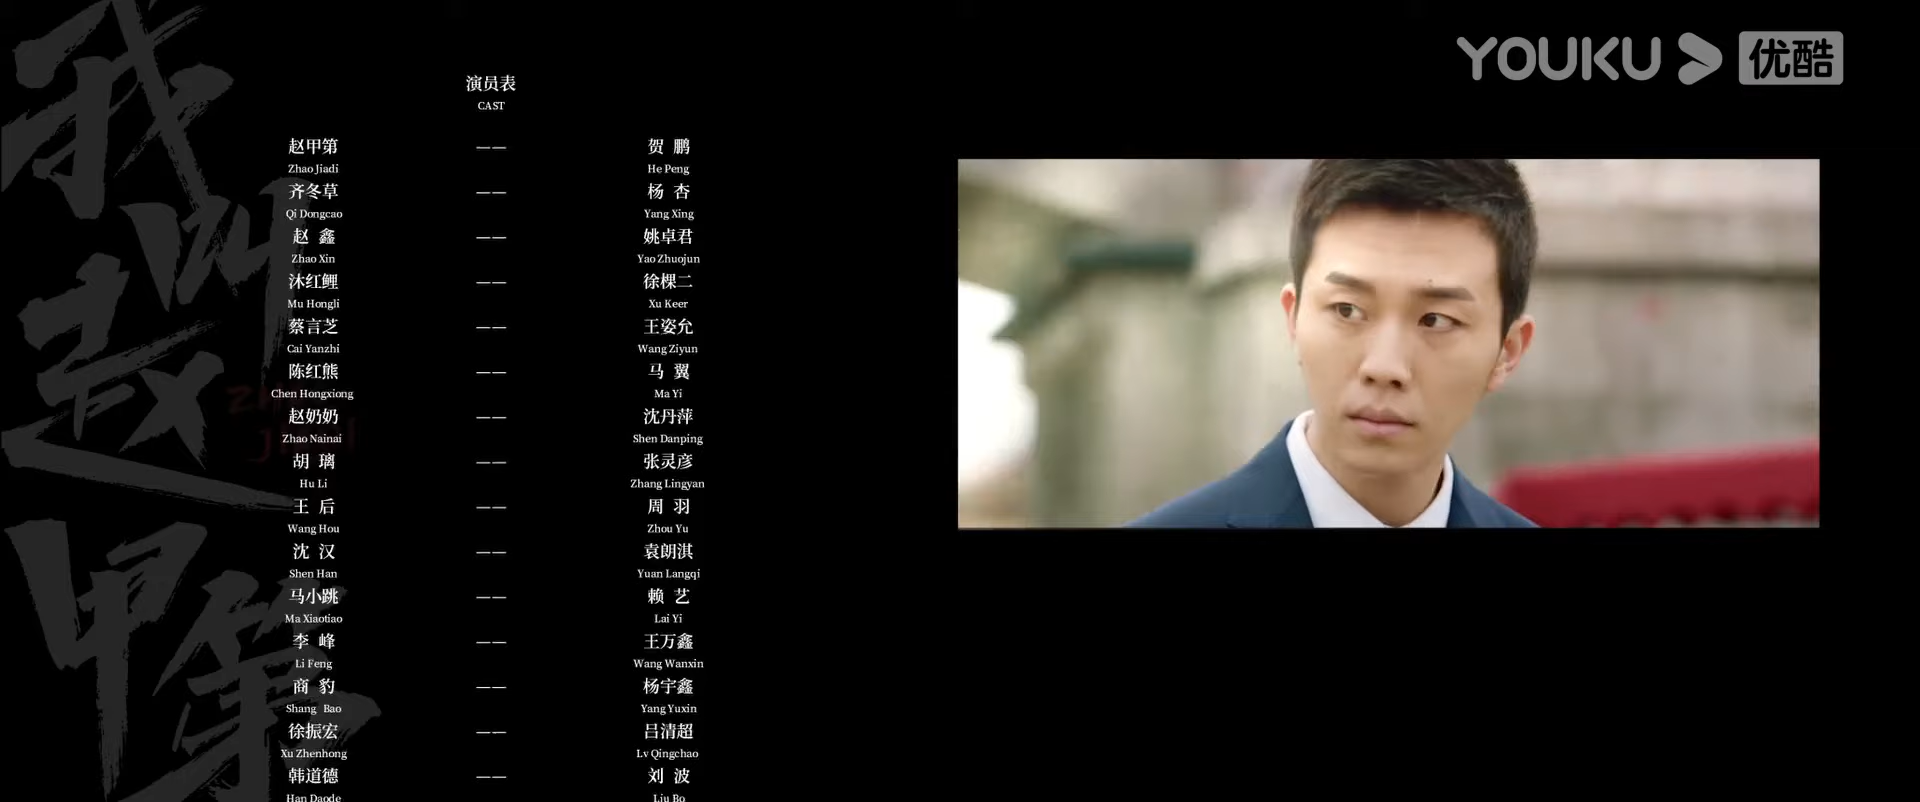 我叫赵甲第
YOUKU 优酷
演员表
CAST
赵甲第 —— 贺鹏
Zhao Jiadi He Peng
齐冬草 —— 杨杏
Qi Dongcao Yang Xing
赵鑫 —— 姚卓君
Zhao Xin Yao Zhuojun
沐红鲤 —— 徐棵二
Mu Hongli Xu Keer
蔡言芝 —— 王姿允
Cai Yanzhi Wang Ziyun
陈红熊 —— 马翼
Chen Hongxiong Ma Yi
赵奶奶 —— 沈丹萍
Zhao Nainai Shen Danping
胡璃 —— 张灵彦
Hu Li Zhang Lingyan
王后 —— 周羽
Wang Hou Zhou Yu
沈汉 —— 袁朗淇
Shen Han Yuan Langqi
马小跳 —— 赖艺
Ma Xiaotiao Lai Yi
李峰 —— 王万鑫
Li Feng Wang Wanxin
商豹 —— 杨宇鑫
Shang Bao Yang Yuxin
徐振宏 —— 吕清超
Xu Zhenhong Lv Qingchao
韩道德 —— 刘波
Han Daode Liu Bo